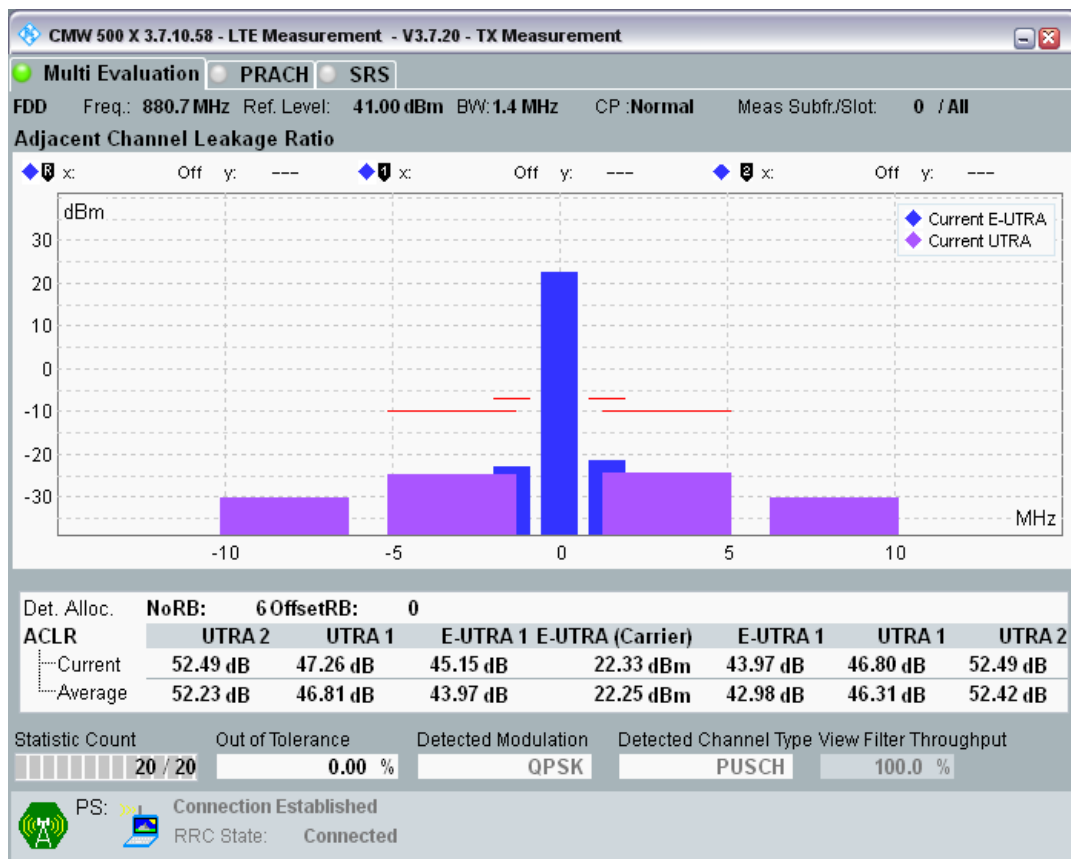 CMW 500 X 3.7.10.58 - LTE Measurement - V3.7.20 - TX Measurement
Multi Evaluation PRACH SRS
FDD Freq.: 880.7 MHz Ref. Level: 41.00 dBm BW: 1.4 MHz CP :Normal Meas Subfr./Slot: 0 / All
Adjacent Channel Leakage Ratio
R x: Off y: --- 1 x: Off y: --- 2 x: Off y: ---
dBm
Current E-UTRA
Current UTRA
30
20
10
0
-10
-20
-30
MHz
-10 -5 0 5 10
Det. Alloc. NoRB: 6 OffsetRB: 0
ACLR UTRA 2 UTRA 1 E-UTRA 1 E-UTRA (Carrier) E-UTRA 1 UTRA 1 UTRA 2
Current 52.49 dB 47.26 dB 45.15 dB 22.33 dBm 43.97 dB 46.80 dB 52.49 dB
Average 52.23 dB 46.81 dB 43.97 dB 22.25 dBm 42.98 dB 46.31 dB 52.42 dB
Statistic Count Out of Tolerance Detected Modulation Detected Channel Type View Filter Throughput
20 / 20 0.00 % QPSK PUSCH 100.0 %
PS: Connection Established
RRC State: Connected